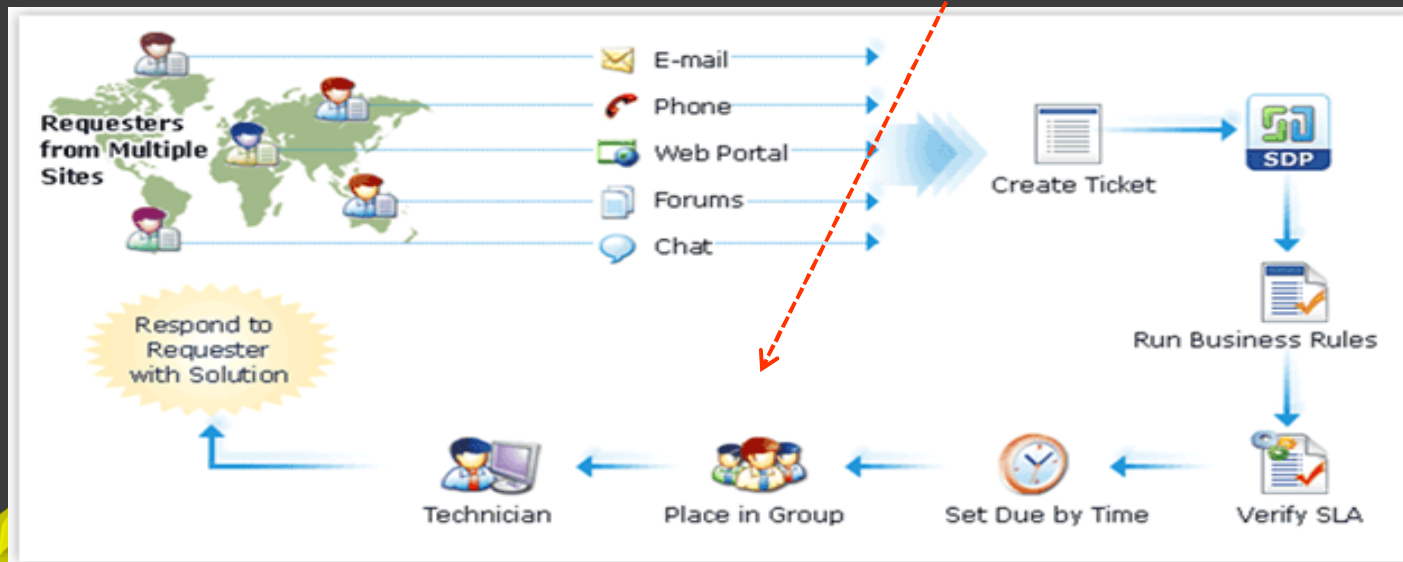 Requesters
from Multiple
Sites
E-mail
Phone
Web Portal
Forums
Chat
Create Ticket
SDP
Run Business Rules
Verify SLA
Set Due by Time
Place in Group
Technician
Respond to
Requester
with Solution